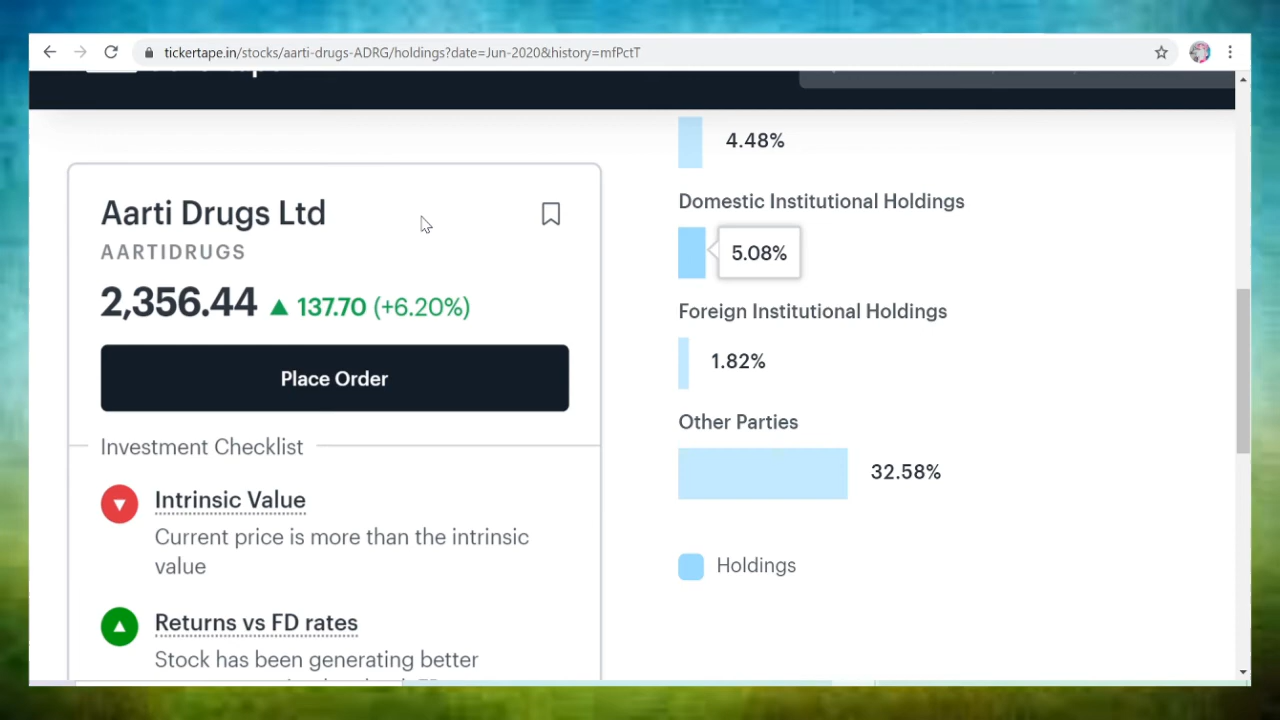 tickertape.in/stocks/aarti-drugs-ADRG/holdings?date=Jun-2020&history=mfPctT
4.48%
Aarti Drugs Ltd
AARTIDRUGS
2,356.44 ▲ 137.70 (+6.20%)
Place Order
Investment Checklist
Intrinsic Value
Current price is more than the intrinsic
value
Returns vs FD rates
Stock has been generating better
Domestic Institutional Holdings
5.08%
Foreign Institutional Holdings
1.82%
Other Parties
32.58%
Holdings